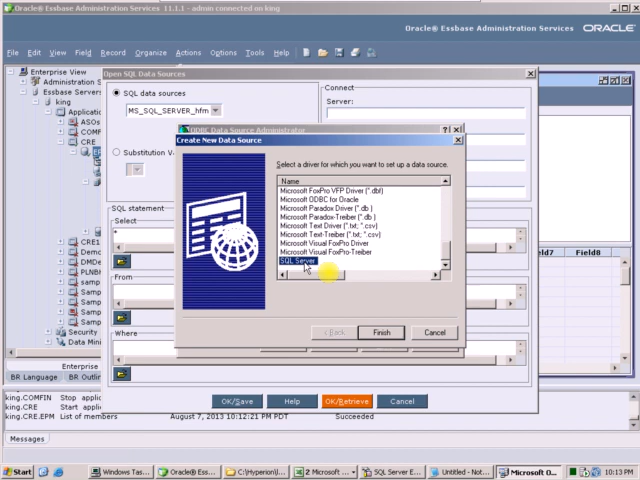 Oracle® Essbase Administration Services 11.1.1 - admin connected on king
Oracle® Essbase Administration Services ORACLE
File Edit View Field Record Organize Actions Options Tools Help
Enterprise View
Administration S
Essbase Servers
king
Applicatio
ASOs
COMF
CRE
CRE1
Demo
DMDe
PLNBH
samp
Samp
Samp
Samp
Security
Data Mini
Enterprise
BR Language BR Outlin
Open SQL Data Sources
SQL data sources
MS_SQL_SERVER_hfm
Substitution V
Connect
Server:
SQL statement
Select
*
From
Where
OK/Save Help OK/Retrieve Cancel
ODBC Data Source Administrator
Create New Data Source
Select a driver for which you want to set up a data source.
Name
Microsoft FoxPro VFP Driver (*.dbf)
Microsoft ODBC for Oracle
Microsoft Paradox Driver (*.db )
Microsoft Paradox-Treiber (*.db )
Microsoft Text Driver (*.txt; *.csv)
Microsoft Text-Treiber (*.txt; *.csv)
Microsoft Visual FoxPro Driver
Microsoft Visual FoxPro-Treiber
SQL Server
< Back Finish Cancel
eld7 Field8
king.COMFIN Stop applic
king.CRE Start applic
king.CRE.EPM List of members August 7, 2013 10:12:21 PM PDT Succeeded
Messages
Start Windows Tas... Oracle® Ess... C:\Hyperion\I... 2 Microsoft ... SQL Server E... Untitled - Not... Microsoft O... 10:13 PM